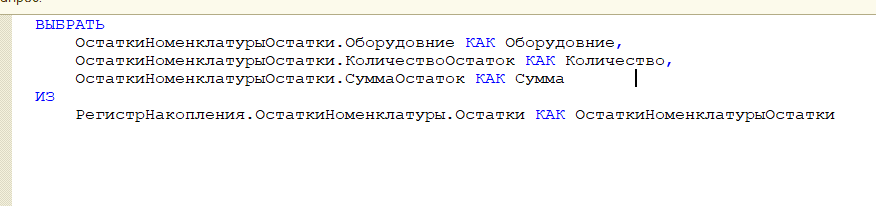 ВЫБРАТЬ
ОстаткиНоменклатурыОстатки.Оборудовние КАК Оборудовние,
ОстаткиНоменклатурыОстатки.КоличествоОстаток КАК Количество,
ОстаткиНоменклатурыОстатки.СуммаОстаток КАК Сумма
ИЗ
РегистрНакопления.ОстаткиНоменклатуры.Остатки КАК ОстаткиНоменклатурыОстатки